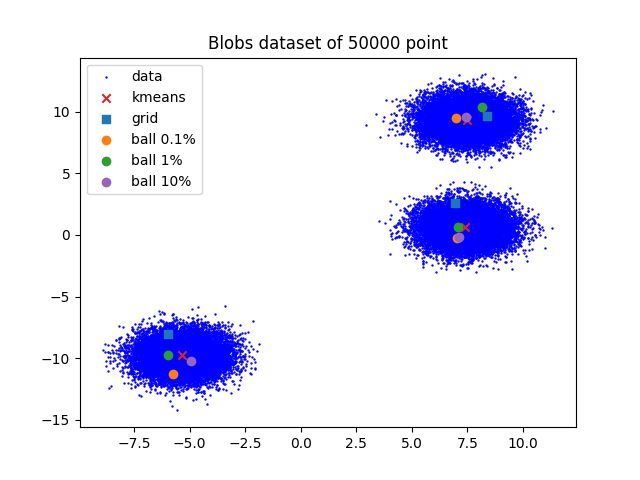 Blobs dataset of 50000 point
data
kmeans
grid
ball 0.1%
ball 1%
ball 10%
10
5
0
−5
−10
−15
−7.5 −5.0 −2.5 0.0 2.5 5.0 7.5 10.0